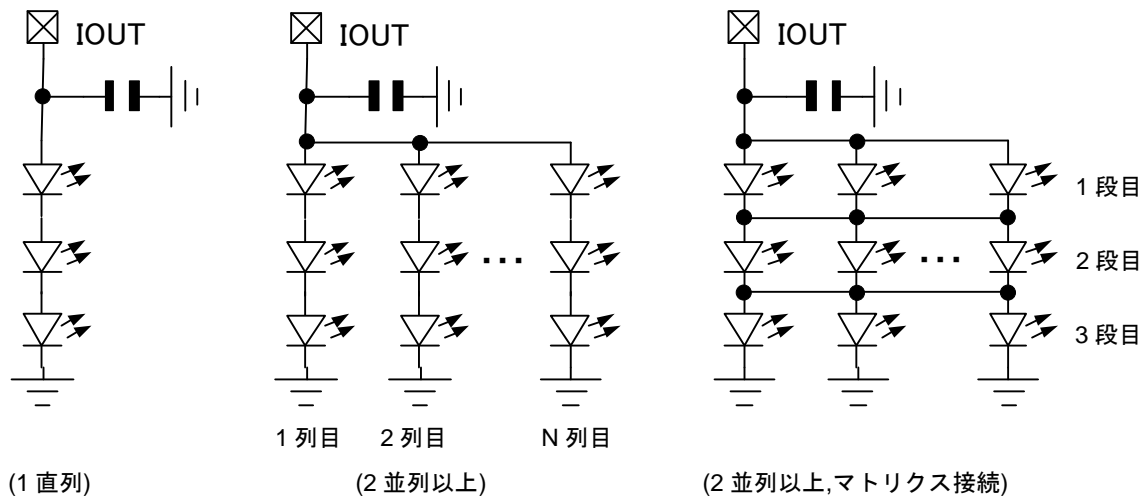 IOUT
IOUT
IOUT
1 段目
2 段目
3 段目
1 列目 2 列目 N 列目
(1 直列)
(2 並列以上)
(2 並列以上,マトリクス接続)